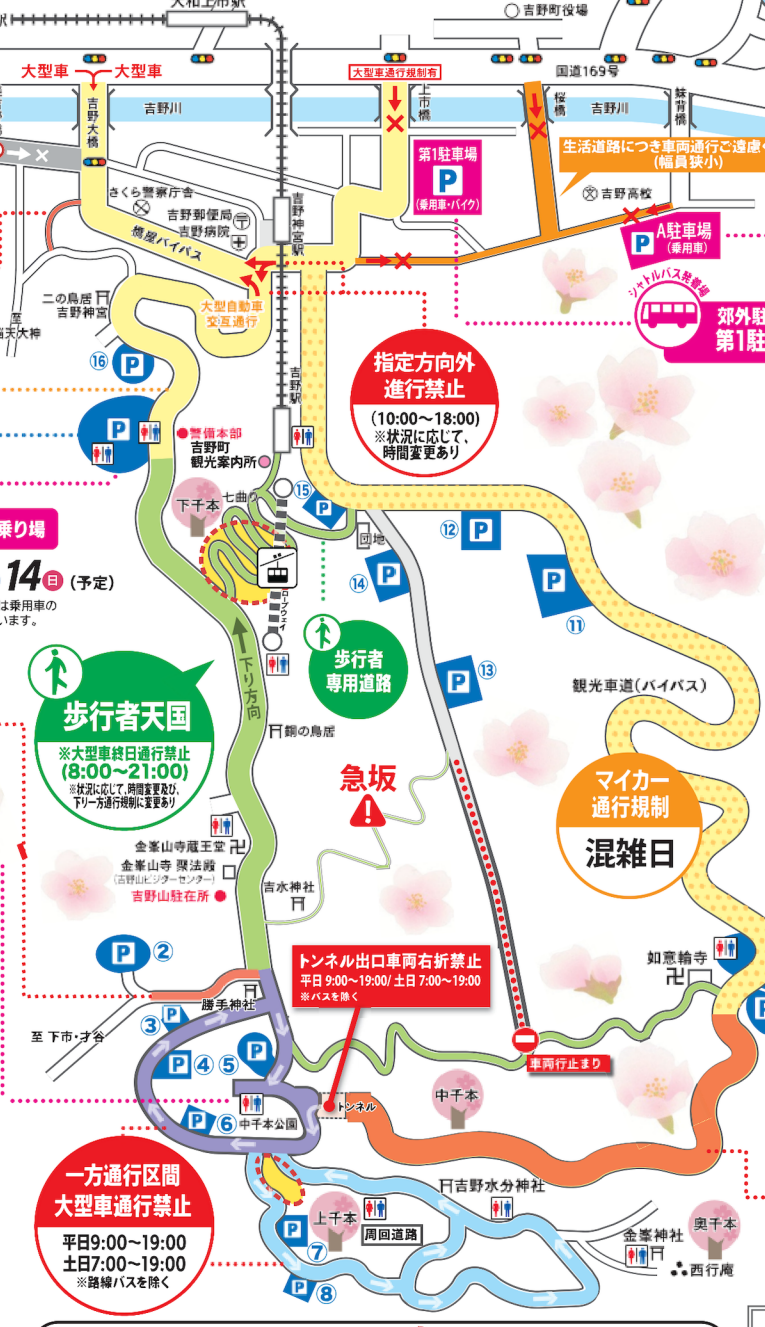 大和上市駅
吉野町役場
大型車
大型車
大型車通行規制有
国道169号
吉野大橋
吉野川
上市橋
桜橋
吉野川
妹背橋
生活道路につき車両通行ご遠慮く
(幅員狭小)
第1駐車場
P
(乗用車・バイク)
吉野高校
文
さくら警察庁舎
吉野郵便局
吉野病院
橋屋バイパス
吉野神宮駅
P
A駐車場
(乗用車)
シャトルバス発着場
郊外駐
第1駐
大型自動車
交互通行
二の鳥居
吉野神宮
至
天大神
⑯
P
指定方向外
進行禁止
(10:00〜18:00)
※状況に応じて、
時間変更あり
吉野駅
P
警備本部
吉野町
観光案内所
下千本
七曲り
⑮
P
団地
⑫
P
⑭
P
P
⑪
乗り場
14日(予定)
は乗用車の
います。
ロープウェイ
歩行者
専用道路
下り方向
⑬
P
観光車道(バイパス)
歩行者天国
※大型車終日通行禁止
(8:00〜21:00)
※状況に応じて、時間変更及び、
下り一方通行規制に変更あり
銅の鳥居
急坂
マイカー
通行規制
混雑日
金峯山寺蔵王堂
金峯山寺 聚法殿
(吉野山ビジターセンター)
吉野山駐在所
吉水神社
P
②
トンネル出口車両右折禁止
平日 9:00〜19:00/ 土日 7:00〜19:00
※バスを除く
如意輪寺
勝手神社
③
P
至 下市・才谷
P
④
⑤
P
P
車両行止まり
中千本
トンネル
P
⑥
中千本公園
一方通行区間
大型車通行禁止
平日9:00〜19:00
土日7:00〜19:00
※路線バスを除く
吉野水分神社
上千本
P
⑦
周回道路
P
⑧
金峯神社
奥千本
西行庵